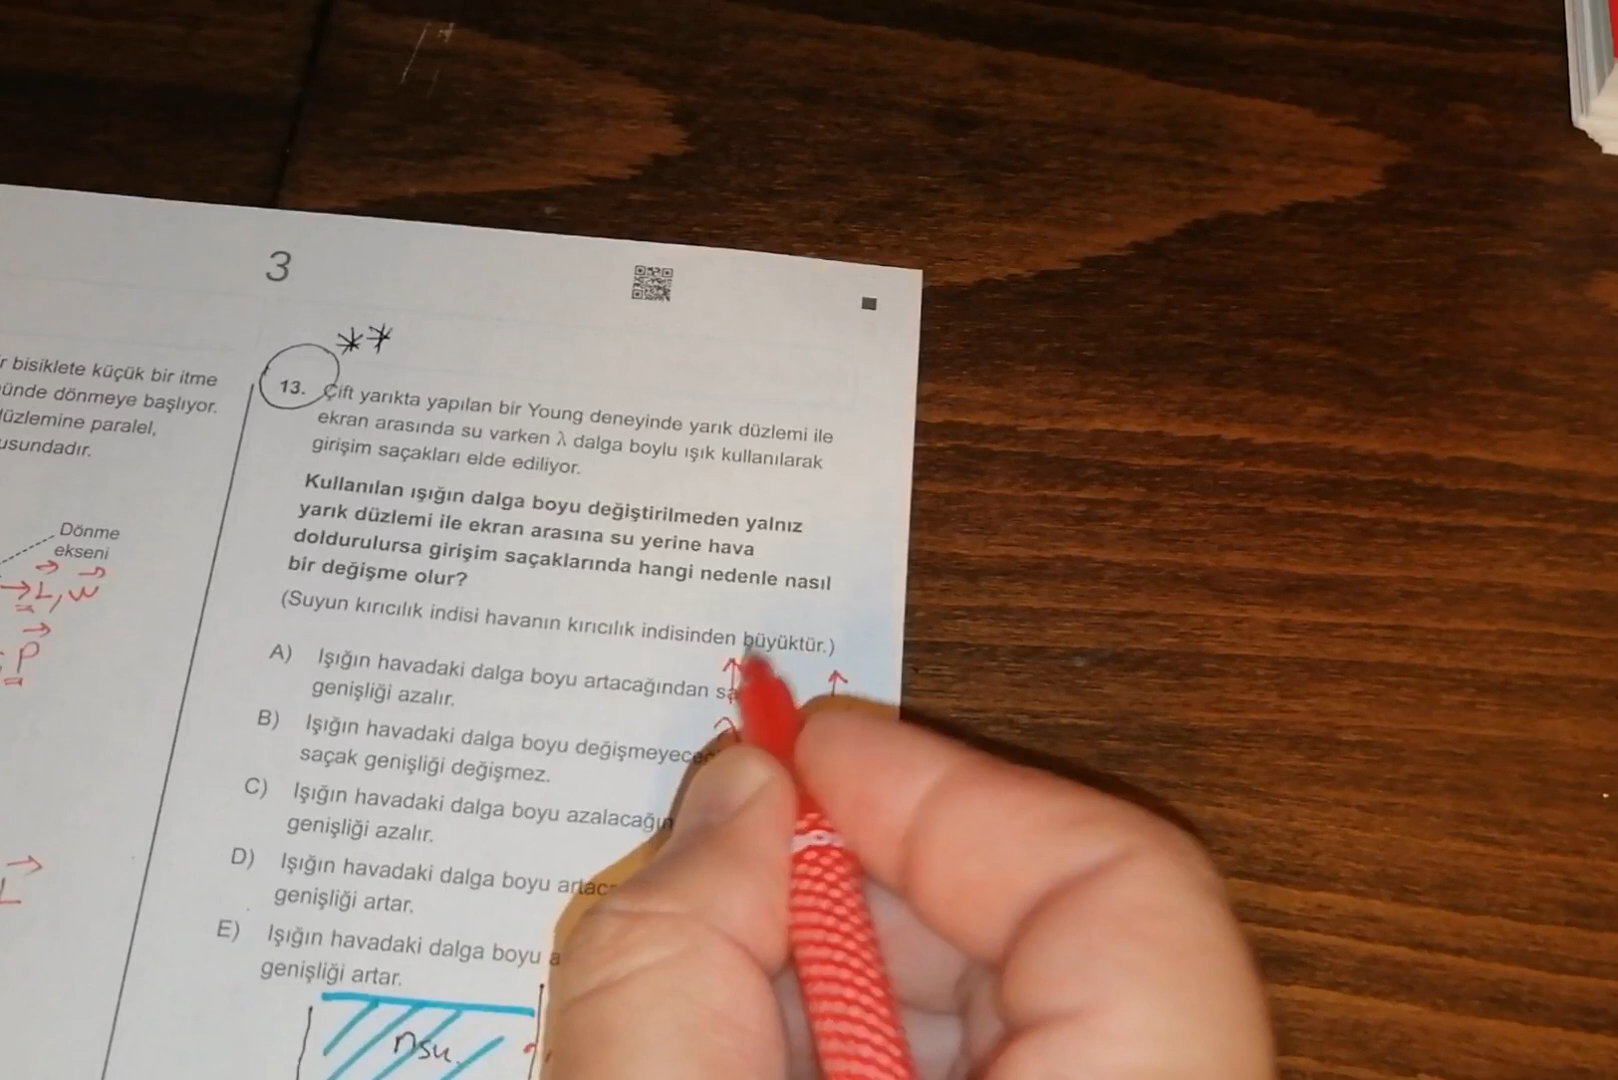 3
**
r bisiklete küçük bir itme
ünde dönmeye başlıyor.
düzlemine paralel,
usundadır.
Dönme
ekseni
L, W
P
L
13. Çift yarıkta yapılan bir Young deneyinde yarık düzlemi ile
ekran arasında su varken λ dalga boylu ışık kullanılarak
girişim saçakları elde ediliyor.
Kullanılan ışığın dalga boyu değiştirilmeden yalnız
yarık düzlemi ile ekran arasına su yerine hava
doldurulursa girişim saçaklarında hangi nedenle nasıl
bir değişme olur?
(Suyun kırıcılık indisi havanın kırıcılık indisinden büyüktür.)
A) Işığın havadaki dalga boyu artacağından sa
genişliği azalır.
B) Işığın havadaki dalga boyu değişmeyece
saçak genişliği değişmez.
C) Işığın havadaki dalga boyu azalacağın
genişliği azalır.
D) Işığın havadaki dalga boyu artac
genişliği artar.
E) Işığın havadaki dalga boyu a
genişliği artar.
nsu